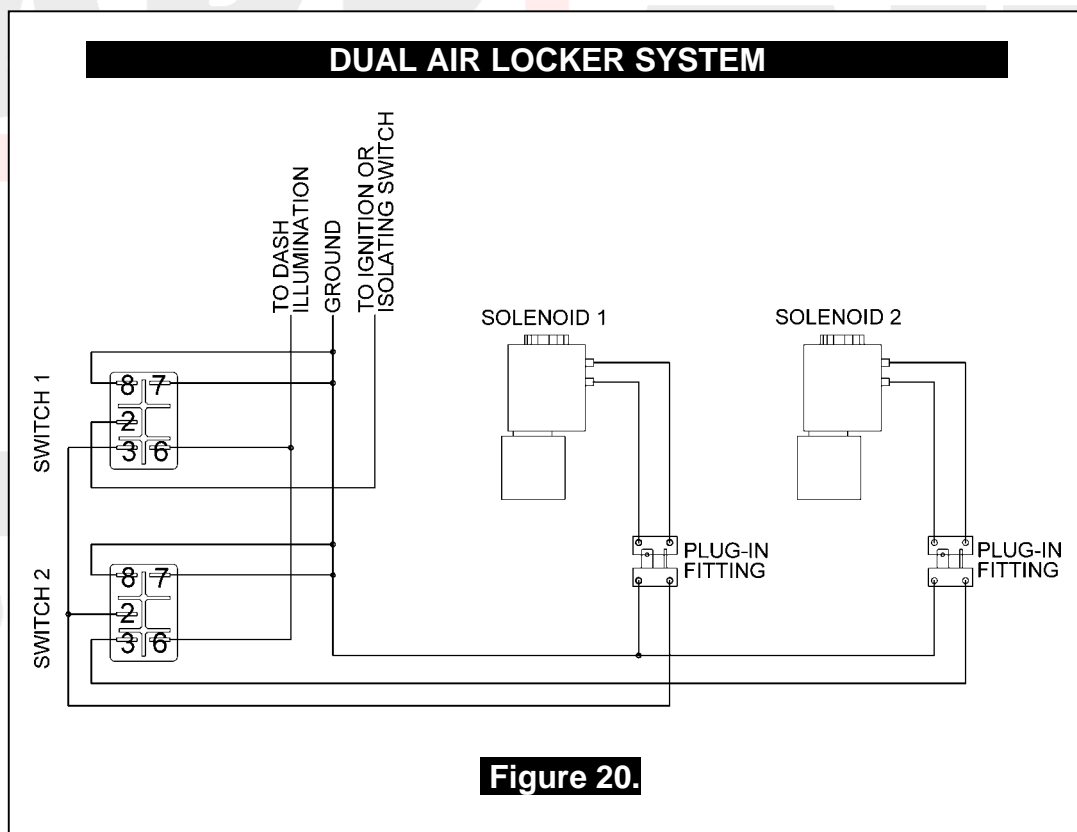 DUAL AIR LOCKER SYSTEM
TO DASH
ILLUMINATION
GROUND
TO IGNITION OR
ISOLATING SWITCH
SOLENOID 1
SOLENOID 2
SWITCH 1
8 7
2
3 6
PLUG-IN
FITTING
PLUG-IN
FITTING
SWITCH 2
8 7
2
3 6
Figure 20.